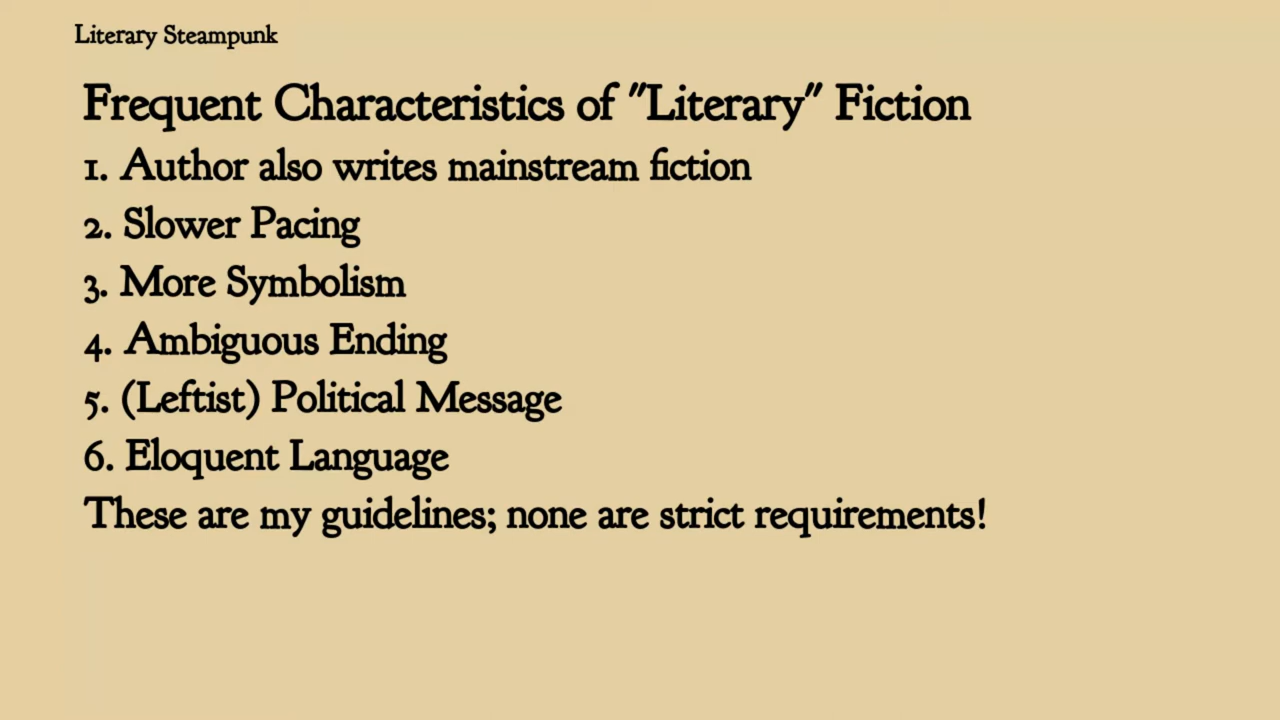 Literary Steampunk
Frequent Characteristics of "Literary" Fiction
1. Author also writes mainstream fiction
2. Slower Pacing
3. More Symbolism
4. Ambiguous Ending
5. (Leftist) Political Message
6. Eloquent Language
These are my guidelines; none are strict requirements!